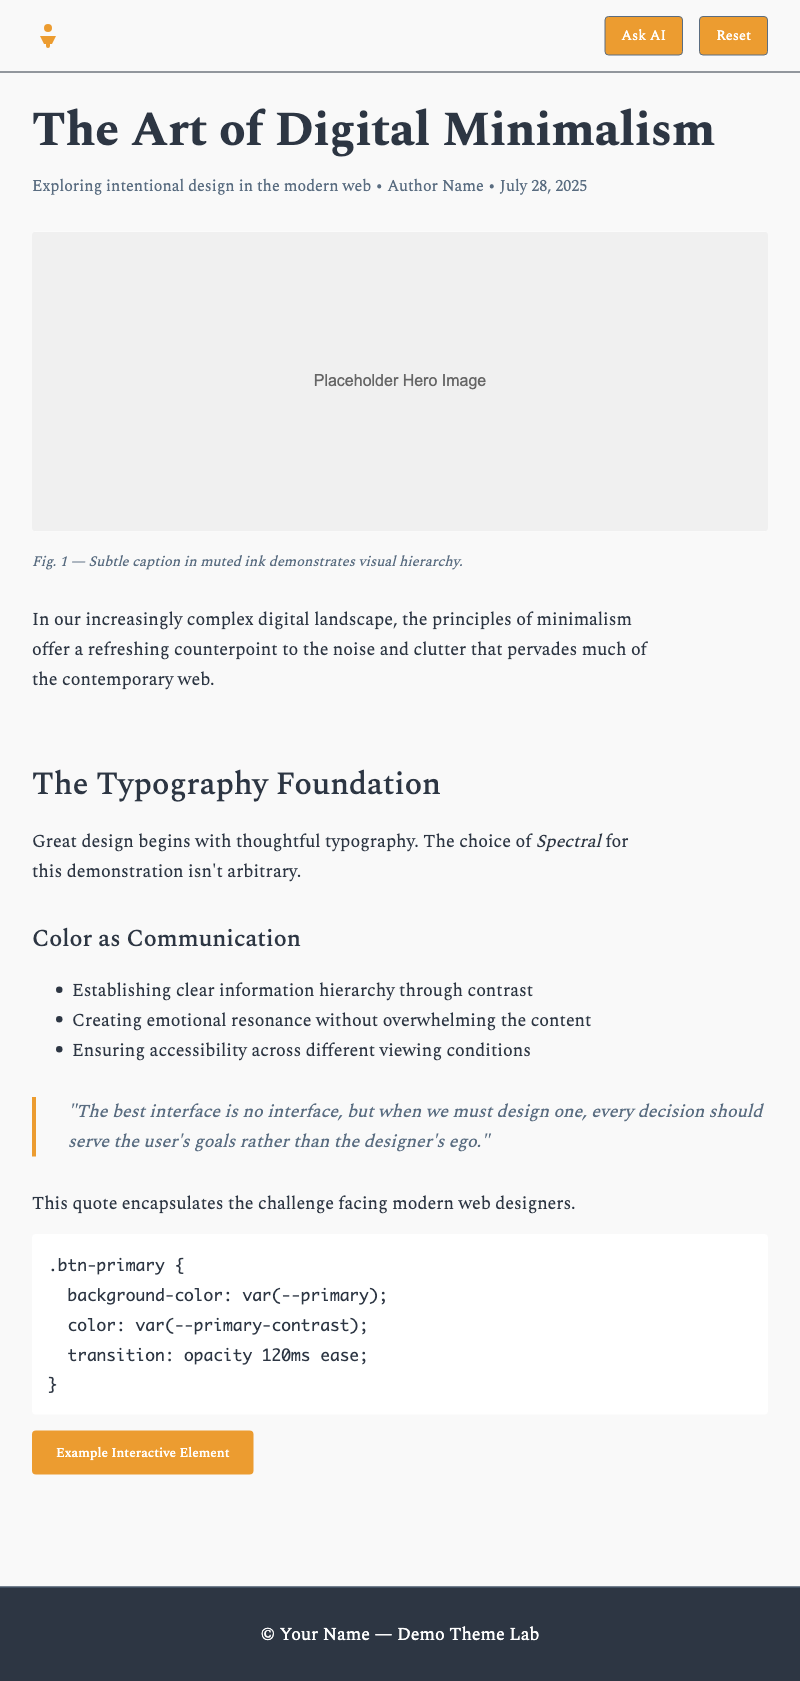 Ask AI
Reset
The Art of Digital Minimalism
Exploring intentional design in the modern web • Author Name • July 28, 2025
Placeholder Hero Image
Fig. 1 — Subtle caption in muted ink demonstrates visual hierarchy.
In our increasingly complex digital landscape, the principles of minimalism
offer a refreshing counterpoint to the noise and clutter that pervades much of
the contemporary web.
The Typography Foundation
Great design begins with thoughtful typography. The choice of Spectral for
this demonstration isn't arbitrary.
Color as Communication
• Establishing clear information hierarchy through contrast
• Creating emotional resonance without overwhelming the content
• Ensuring accessibility across different viewing conditions
"The best interface is no interface, but when we must design one, every decision should
serve the user's goals rather than the designer's ego."
This quote encapsulates the challenge facing modern web designers.
.btn-primary {
  background-color: var(--primary);
  color: var(--primary-contrast);
  transition: opacity 120ms ease;
}
Example Interactive Element
© Your Name — Demo Theme Lab